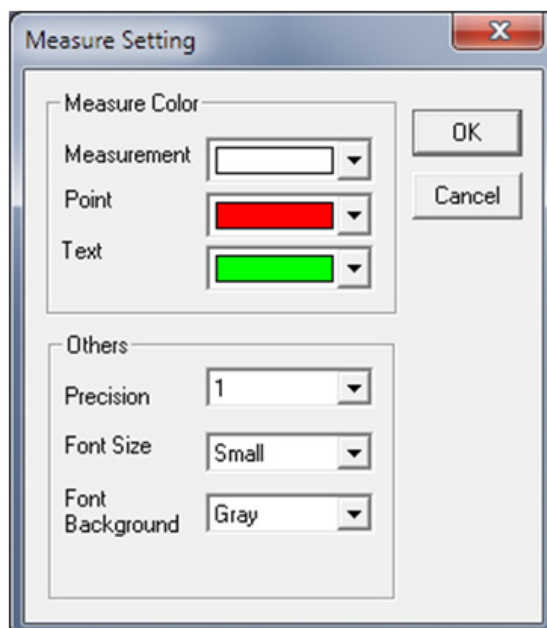 Measure Setting
Measure Color
Measurement
Point
Text
OK
Cancel
Others
Precision 1
Font Size Small
Font
Background Gray